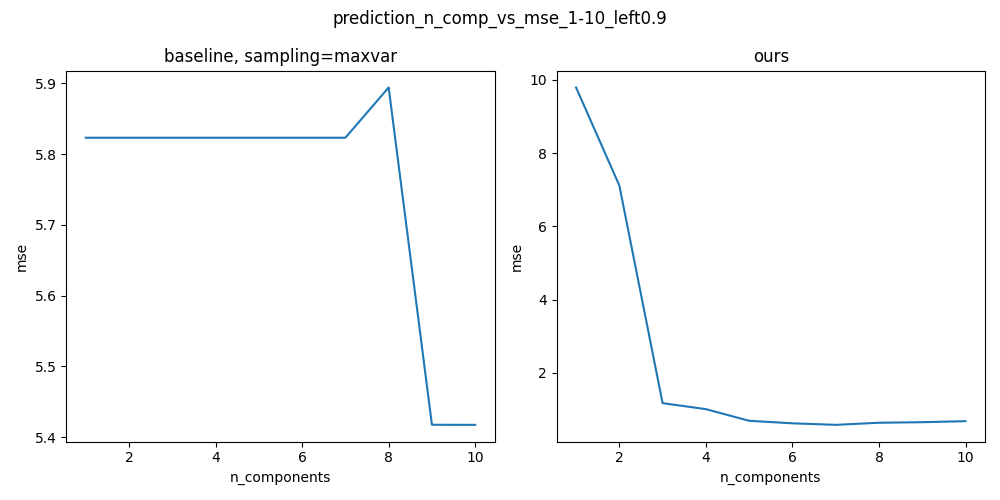 prediction_n_comp_vs_mse_1-10_left0.9
baseline, sampling=maxvar
5.9
5.8
5.7
5.6
5.5
5.4
mse
2 4 6 8 10
n_components
ours
10
8
6
4
2
mse
2 4 6 8 10
n_components